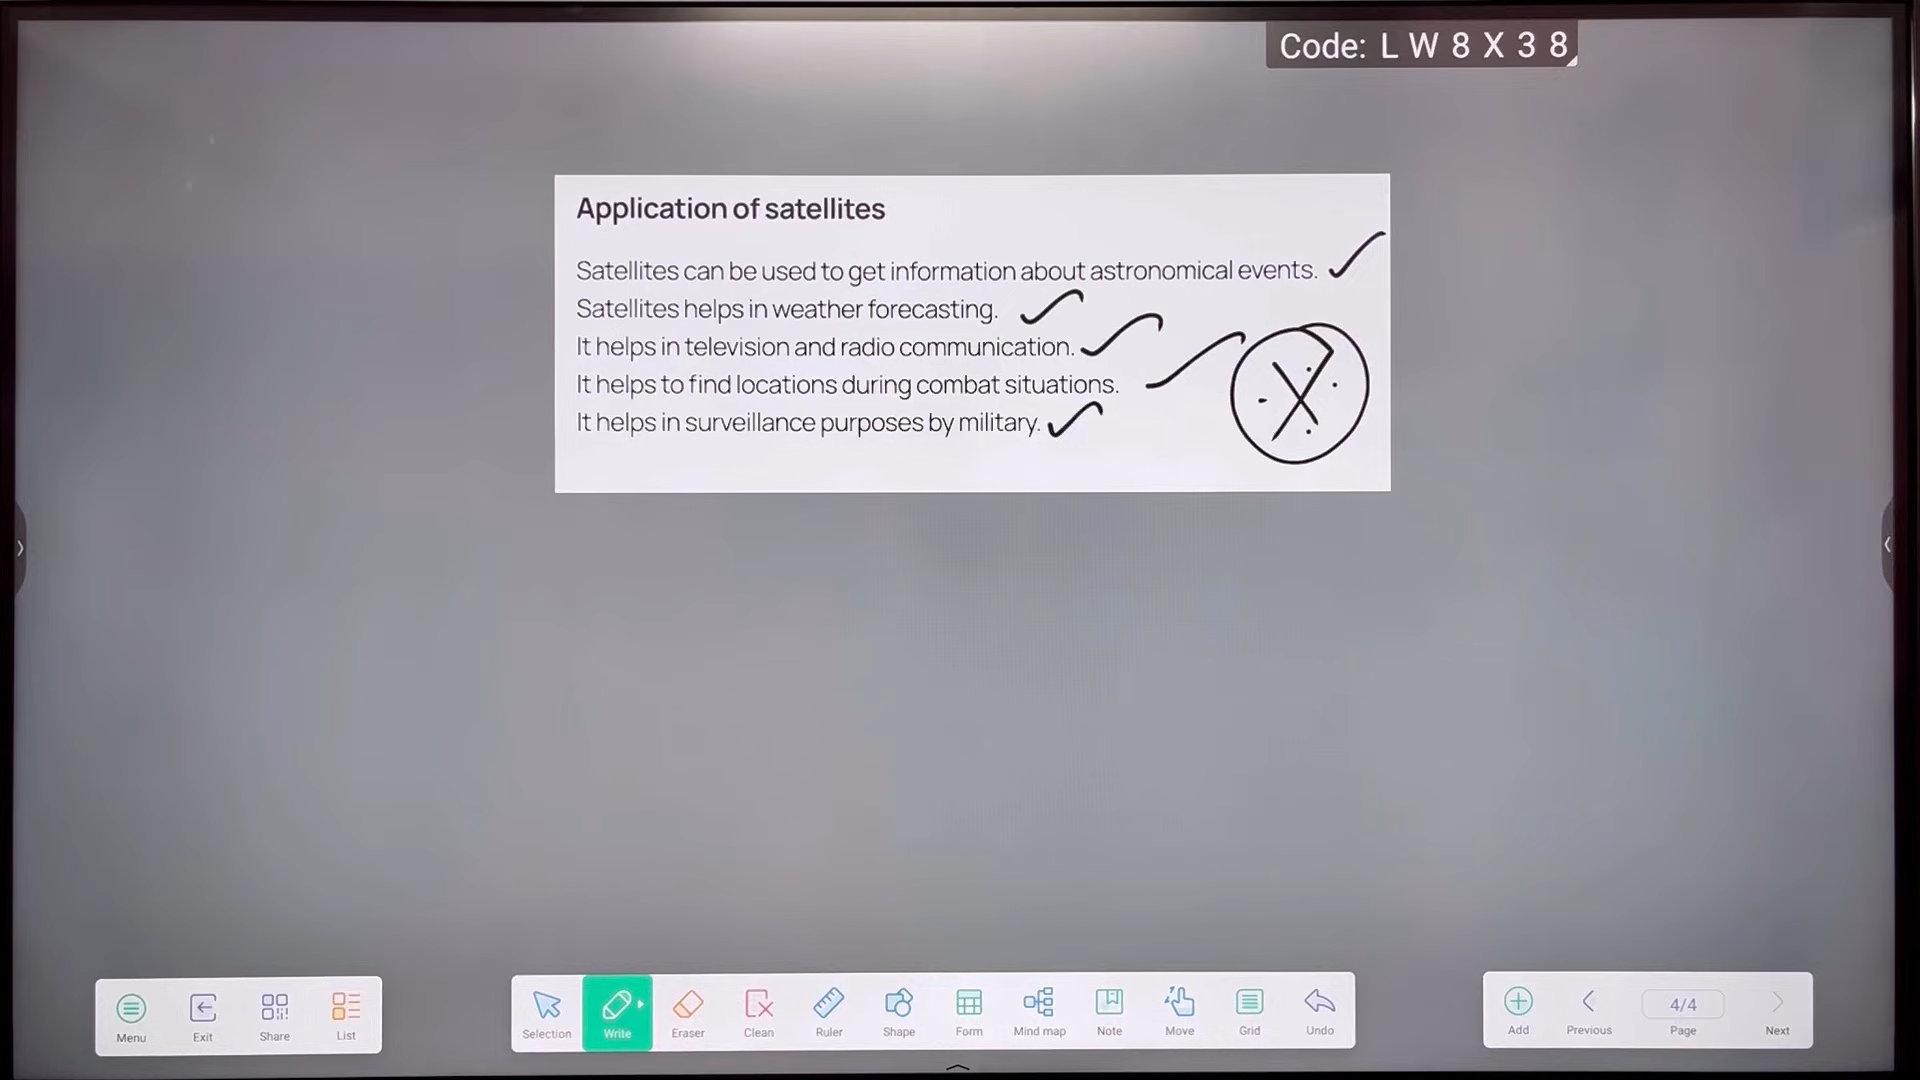 Code: L W 8 X 3 8
Application of satellites
Satellites can be used to get information about astronomical events.
Satellites helps in weather forecasting.
It helps in television and radio communication.
It helps to find locations during combat situations.
It helps in surveillance purposes by military.
Menu
Exit
Share
List
Selection
Write
Eraser
Clean
Ruler
Shape
Form
Mind map
Note
Move
Grid
Undo
Add
Previous
4/4
Page
Next